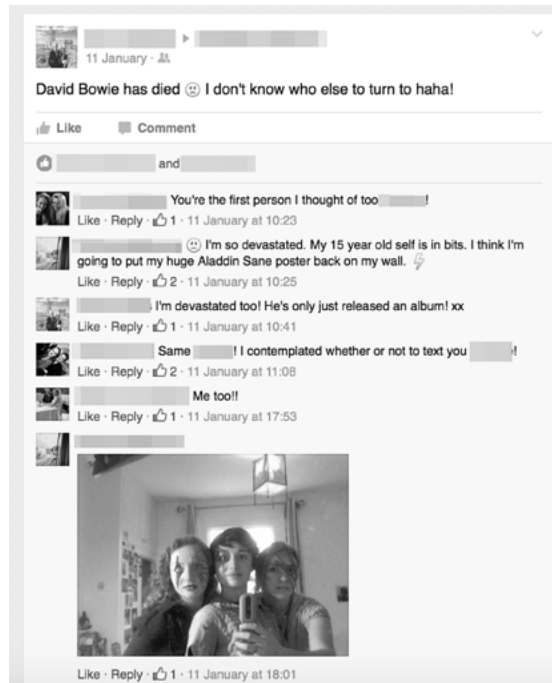 11 January
David Bowie has died ☹ I don't know who else to turn to haha!
Like Comment
and
You're the first person I thought of too !
Like · Reply · 1 · 11 January at 10:23
☹ I'm so devastated. My 15 year old self is in bits. I think I'm
going to put my huge Aladdin Sane poster back on my wall. ⚡
Like · Reply · 2 · 11 January at 10:25
I'm devastated too! He's only just released an album! xx
Like · Reply · 1 · 11 January at 10:41
Same ! I contemplated whether or not to text you !
Like · Reply · 2 · 11 January at 11:08
Me too!!
Like · Reply · 1 · 11 January at 17:53
Like · Reply · 1 · 11 January at 18:01